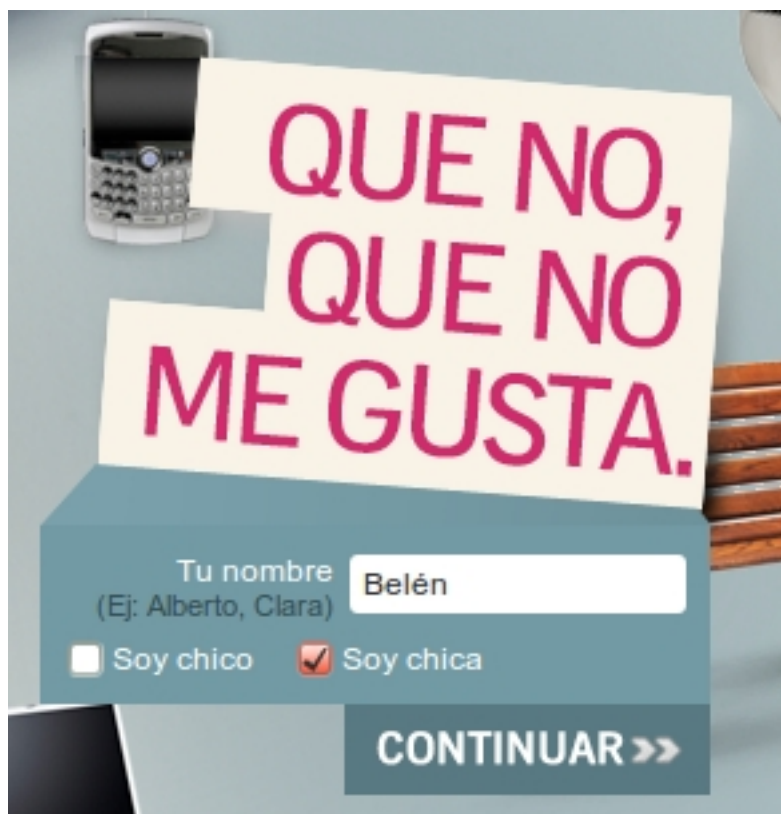 QUE NO,
QUE NO
ME GUSTA.
Tu nombre
(Ej: Alberto, Clara)
Belén
Soy chico
Soy chica
CONTINUAR »